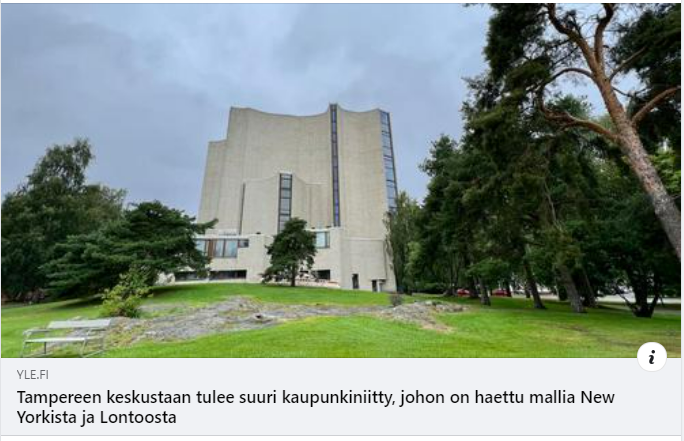 YLE.FI
Tampereen keskustaan tulee suuri kaupunkiniitty, johon on haettu mallia New
Yorkista ja Lontoosta